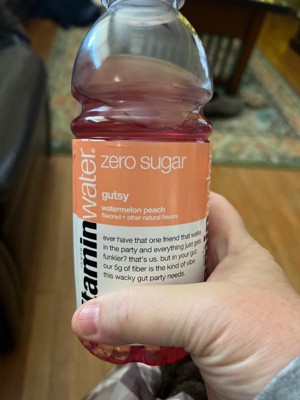 vitaminwater
zero sugar
gutsy
watermelon peach
flavored + other natural flavors
ever have that one friend that walks
in the party and everything just gets
funkier? that's us. but in your gut.
our 5g of fiber is the kind of vibe
this wacky gut party needs.